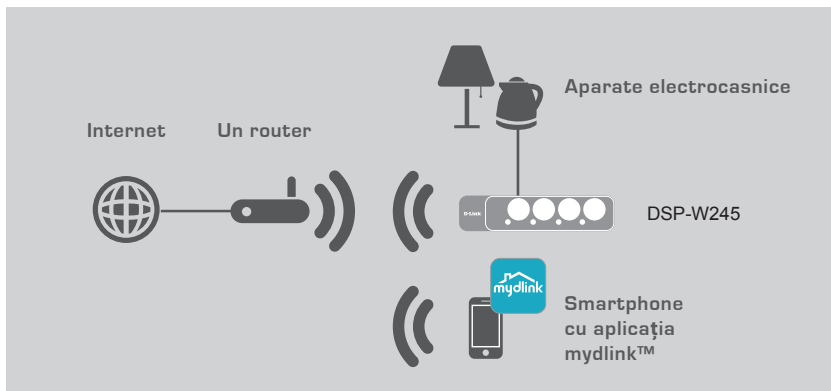 Aparate electrocasnice
Internet
Un router
D-Link
DSP-W245
mydlink
Smartphone
cu aplicația
mydlink™